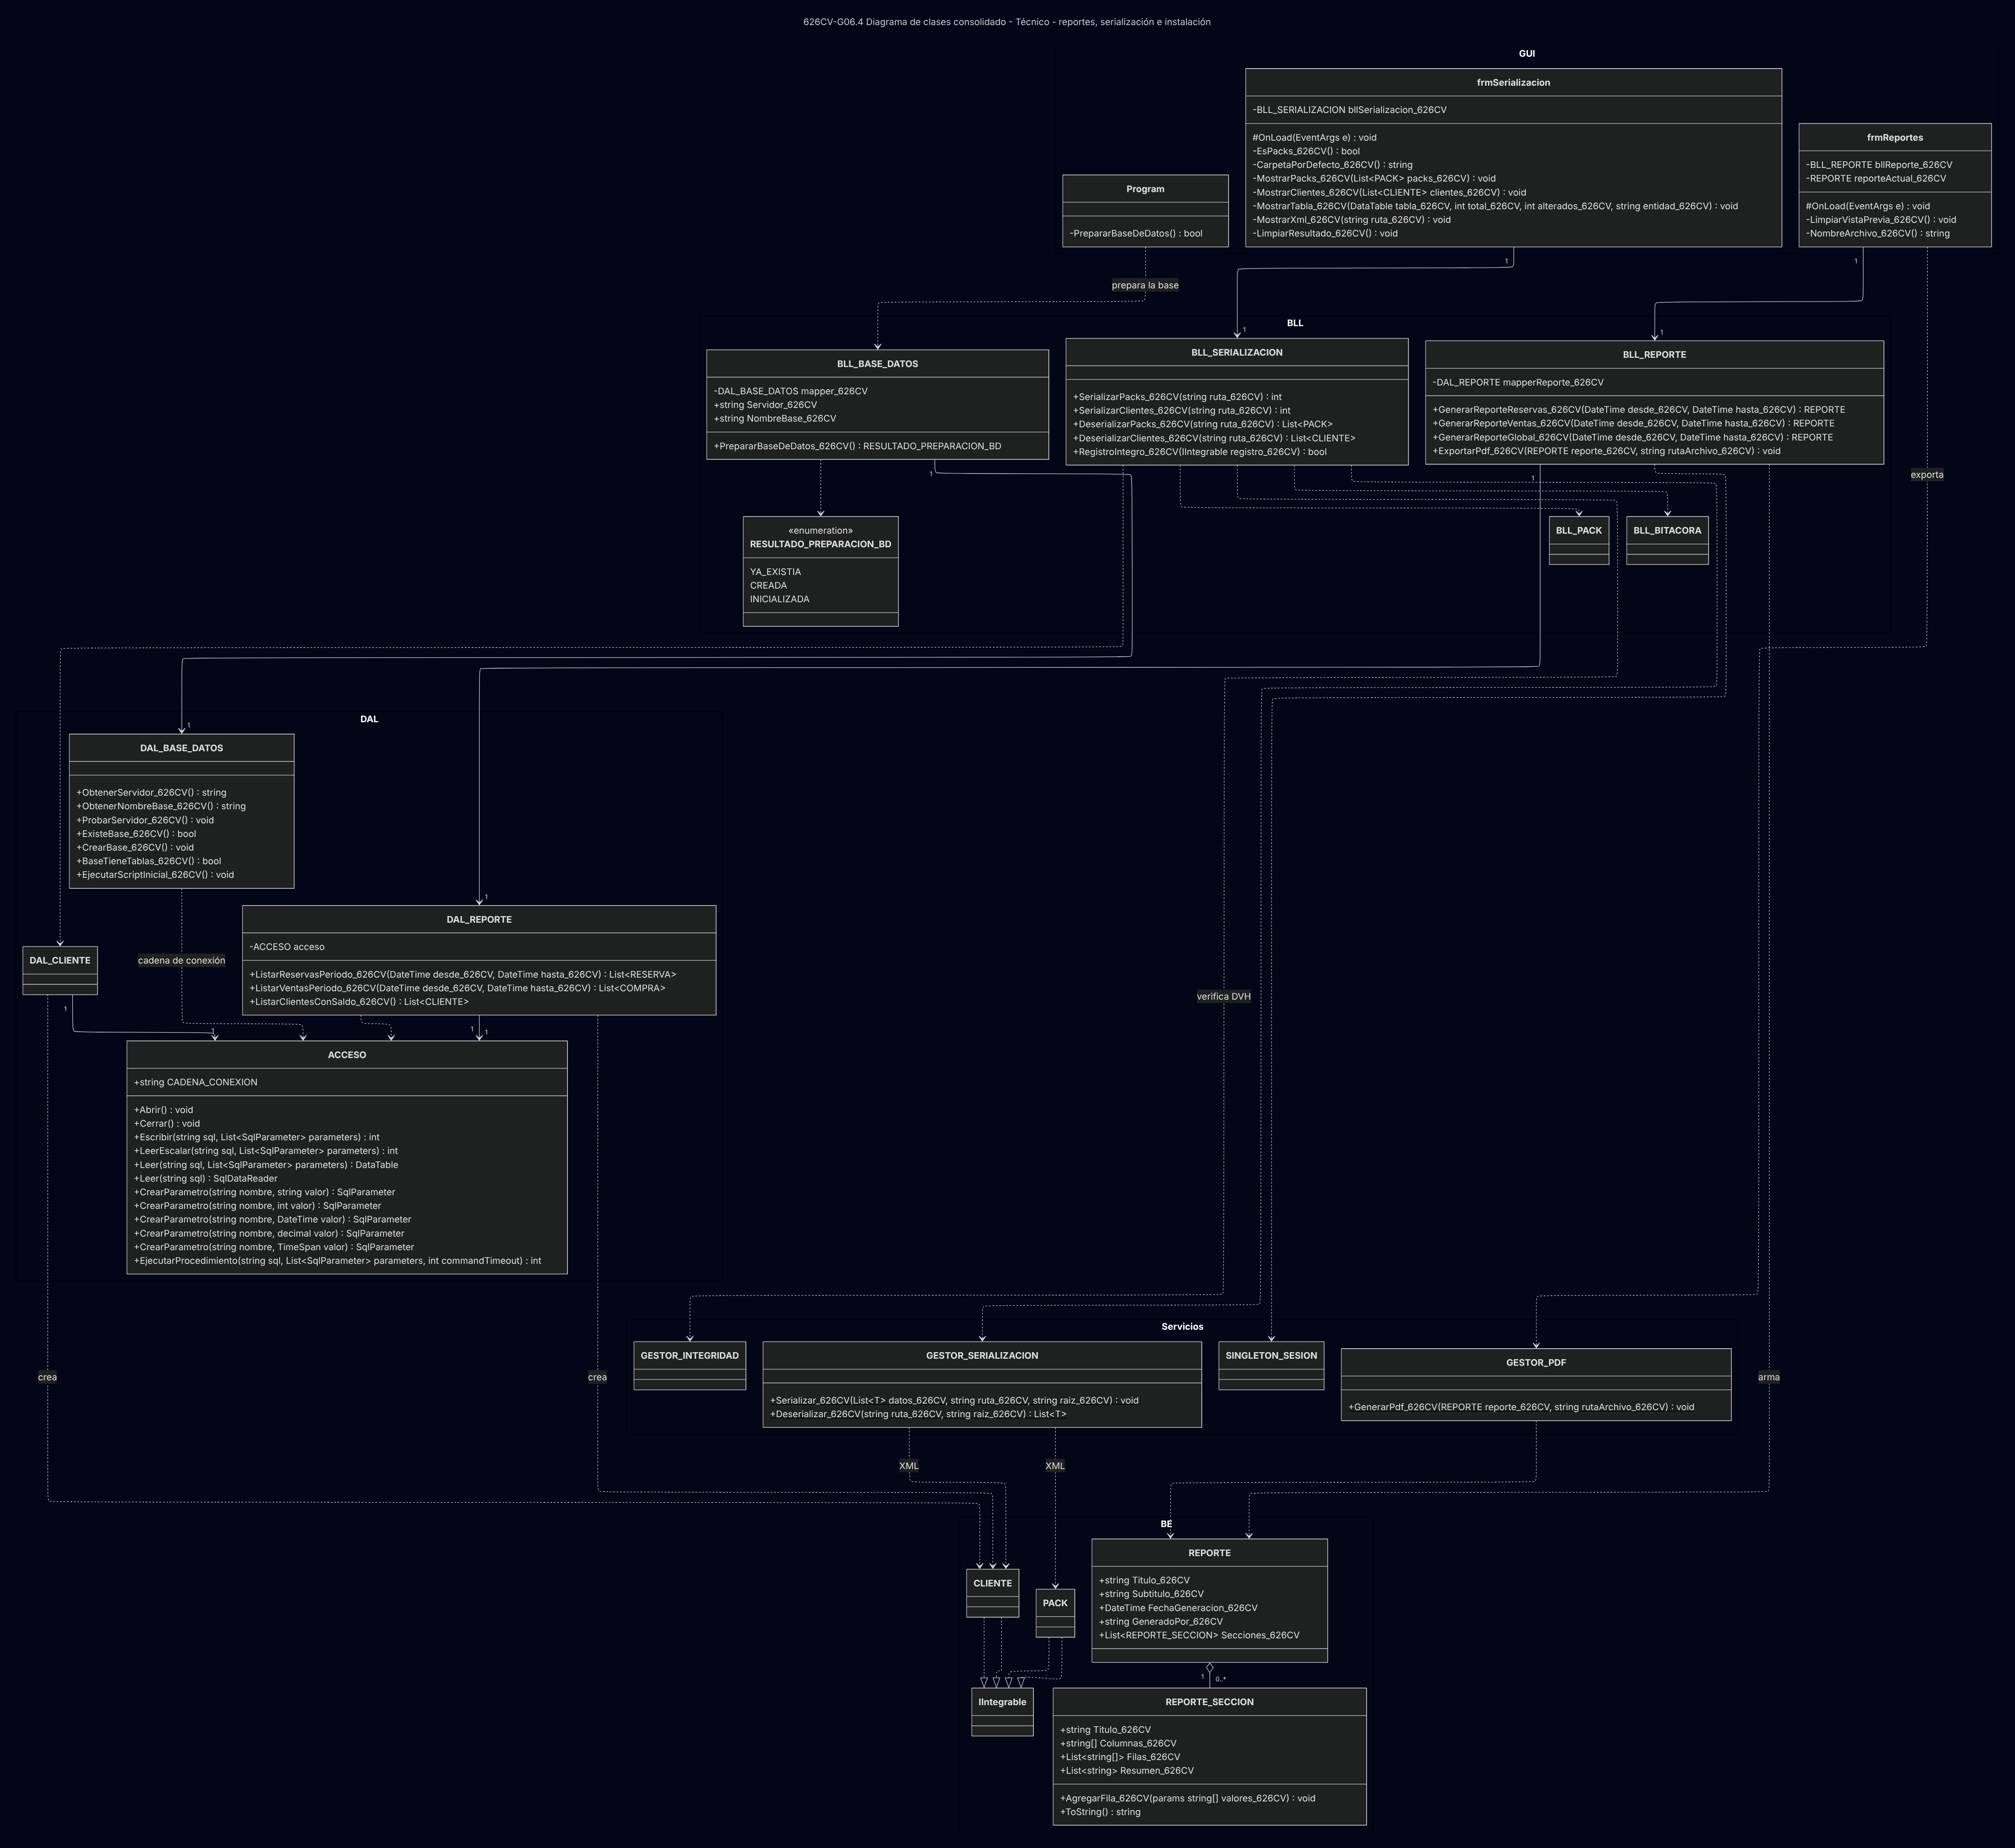 626CV-G06.4 Diagrama de clases consolidado - Técnico - reportes, serialización e instalación
GUI
frmSerializacion
-BLL_SERIALIZACION bllSerializacion_626CV
#OnLoad(EventArgs e) : void
-EsPacks_626CV() : bool
-CarpetaPorDefecto_626CV() : string
-MostrarPacks_626CV(List<PACK> packs_626CV) : void
-MostrarClientes_626CV(List<CLIENTE> clientes_626CV) : void
-MostrarTabla_626CV(DataTable tabla_626CV, int total_626CV, int alterados_626CV, string entidad_626CV) : void
-MostrarXml_626CV(string ruta_626CV) : void
-LimpiarResultado_626CV() : void
frmReportes
-BLL_REPORTE bllReporte_626CV
-REPORTE reporteActual_626CV
#OnLoad(EventArgs e) : void
-LimpiarVistaPrevia_626CV() : void
-NombreArchivo_626CV() : string
Program
-PrepararBaseDeDatos() : bool
1
1
prepara la base
BLL
1
1
BLL_BASE_DATOS
-DAL_BASE_DATOS mapper_626CV
+string Servidor_626CV
+string NombreBase_626CV
+PrepararBaseDeDatos_626CV() : RESULTADO_PREPARACION_BD
BLL_SERIALIZACION
+SerializarPacks_626CV(string ruta_626CV) : int
+SerializarClientes_626CV(string ruta_626CV) : int
+DeserializarPacks_626CV(string ruta_626CV) : List<PACK>
+DeserializarClientes_626CV(string ruta_626CV) : List<CLIENTE>
+RegistroIntegro_626CV(IIntegrable registro_626CV) : bool
BLL_REPORTE
-DAL_REPORTE mapperReporte_626CV
+GenerarReporteReservas_626CV(DateTime desde_626CV, DateTime hasta_626CV) : REPORTE
+GenerarReporteVentas_626CV(DateTime desde_626CV, DateTime hasta_626CV) : REPORTE
+GenerarReporteGlobal_626CV(DateTime desde_626CV, DateTime hasta_626CV) : REPORTE
+ExportarPdf_626CV(REPORTE reporte_626CV, string rutaArchivo_626CV) : void
exporta
1
1
«enumeration»
RESULTADO_PREPARACION_BD
YA_EXISTIA
CREADA
INICIALIZADA
BLL_PACK
BLL_BITACORA
DAL
1
DAL_BASE_DATOS
+ObtenerServidor_626CV() : string
+ObtenerNombreBase_626CV() : string
+ProbarServidor_626CV() : void
+ExisteBase_626CV() : bool
+CrearBase_626CV() : void
+BaseTieneTablas_626CV() : bool
+EjecutarScriptInicial_626CV() : void
1
DAL_REPORTE
-ACCESO acceso
+ListarReservasPeriodo_626CV(DateTime desde_626CV, DateTime hasta_626CV) : List<RESERVA>
+ListarVentasPeriodo_626CV(DateTime desde_626CV, DateTime hasta_626CV) : List<COMPRA>
+ListarClientesConSaldo_626CV() : List<CLIENTE>
DAL_CLIENTE
cadena de conexión
verifica DVH
1
1
1
1
ACCESO
+string CADENA_CONEXION
+Abrir() : void
+Cerrar() : void
+Escribir(string sql, List<SqlParameter> parameters) : int
+LeerEscalar(string sql, List<SqlParameter> parameters) : int
+Leer(string sql, List<SqlParameter> parameters) : DataTable
+Leer(string sql) : SqlDataReader
+CrearParametro(string nombre, string valor) : SqlParameter
+CrearParametro(string nombre, int valor) : SqlParameter
+CrearParametro(string nombre, DateTime valor) : SqlParameter
+CrearParametro(string nombre, decimal valor) : SqlParameter
+CrearParametro(string nombre, TimeSpan valor) : SqlParameter
+EjecutarProcedimiento(string sql, List<SqlParameter> parameters, int commandTimeout) : int
Servicios
GESTOR_INTEGRIDAD
GESTOR_SERIALIZACION
+Serializar_626CV(List<T> datos_626CV, string ruta_626CV, string raiz_626CV) : void
+Deserializar_626CV(string ruta_626CV, string raiz_626CV) : List<T>
SINGLETON_SESION
GESTOR_PDF
+GenerarPdf_626CV(REPORTE reporte_626CV, string rutaArchivo_626CV) : void
crea
crea
arma
XML
XML
BE
REPORTE
+string Titulo_626CV
+string Subtitulo_626CV
+DateTime FechaGeneracion_626CV
+string GeneradoPor_626CV
+List<REPORTE_SECCION> Secciones_626CV
CLIENTE
PACK
1
0..*
IIntegrable
REPORTE_SECCION
+string Titulo_626CV
+string[] Columnas_626CV
+List<string[]> Filas_626CV
+List<string> Resumen_626CV
+AgregarFila_626CV(params string[] valores_626CV) : void
+ToString() : string